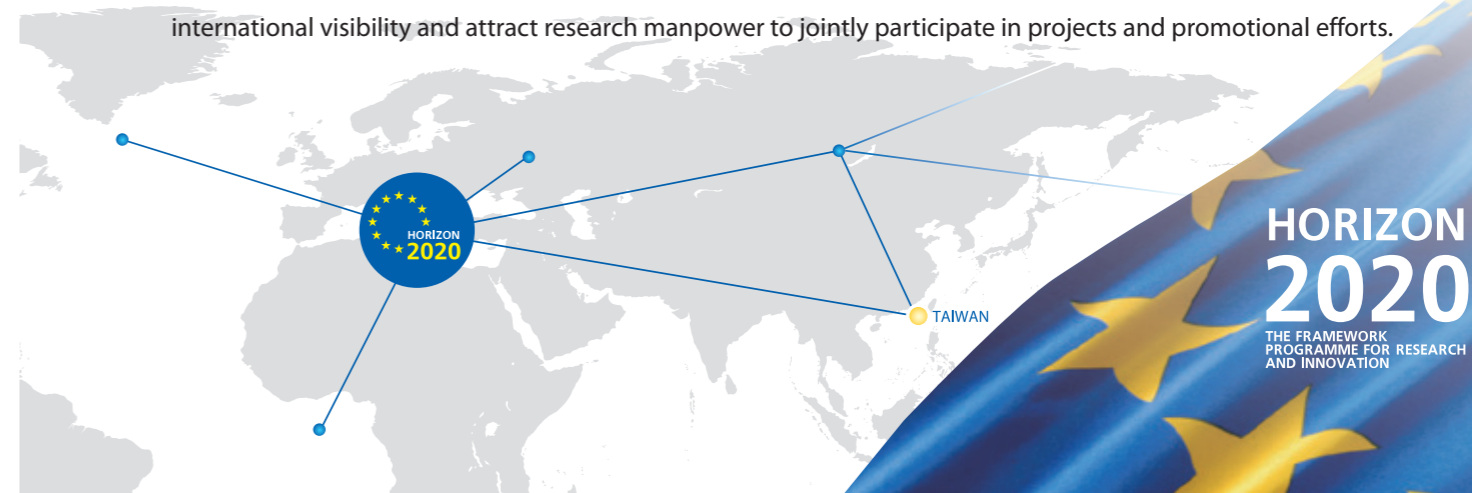 international visibility and attract research manpower to jointly participate in projects and promotional efforts.
HORIZON
2020
TAIWAN
HORIZON
2020
THE FRAMEWORK
PROGRAMME FOR RESEARCH
AND INNOVATION